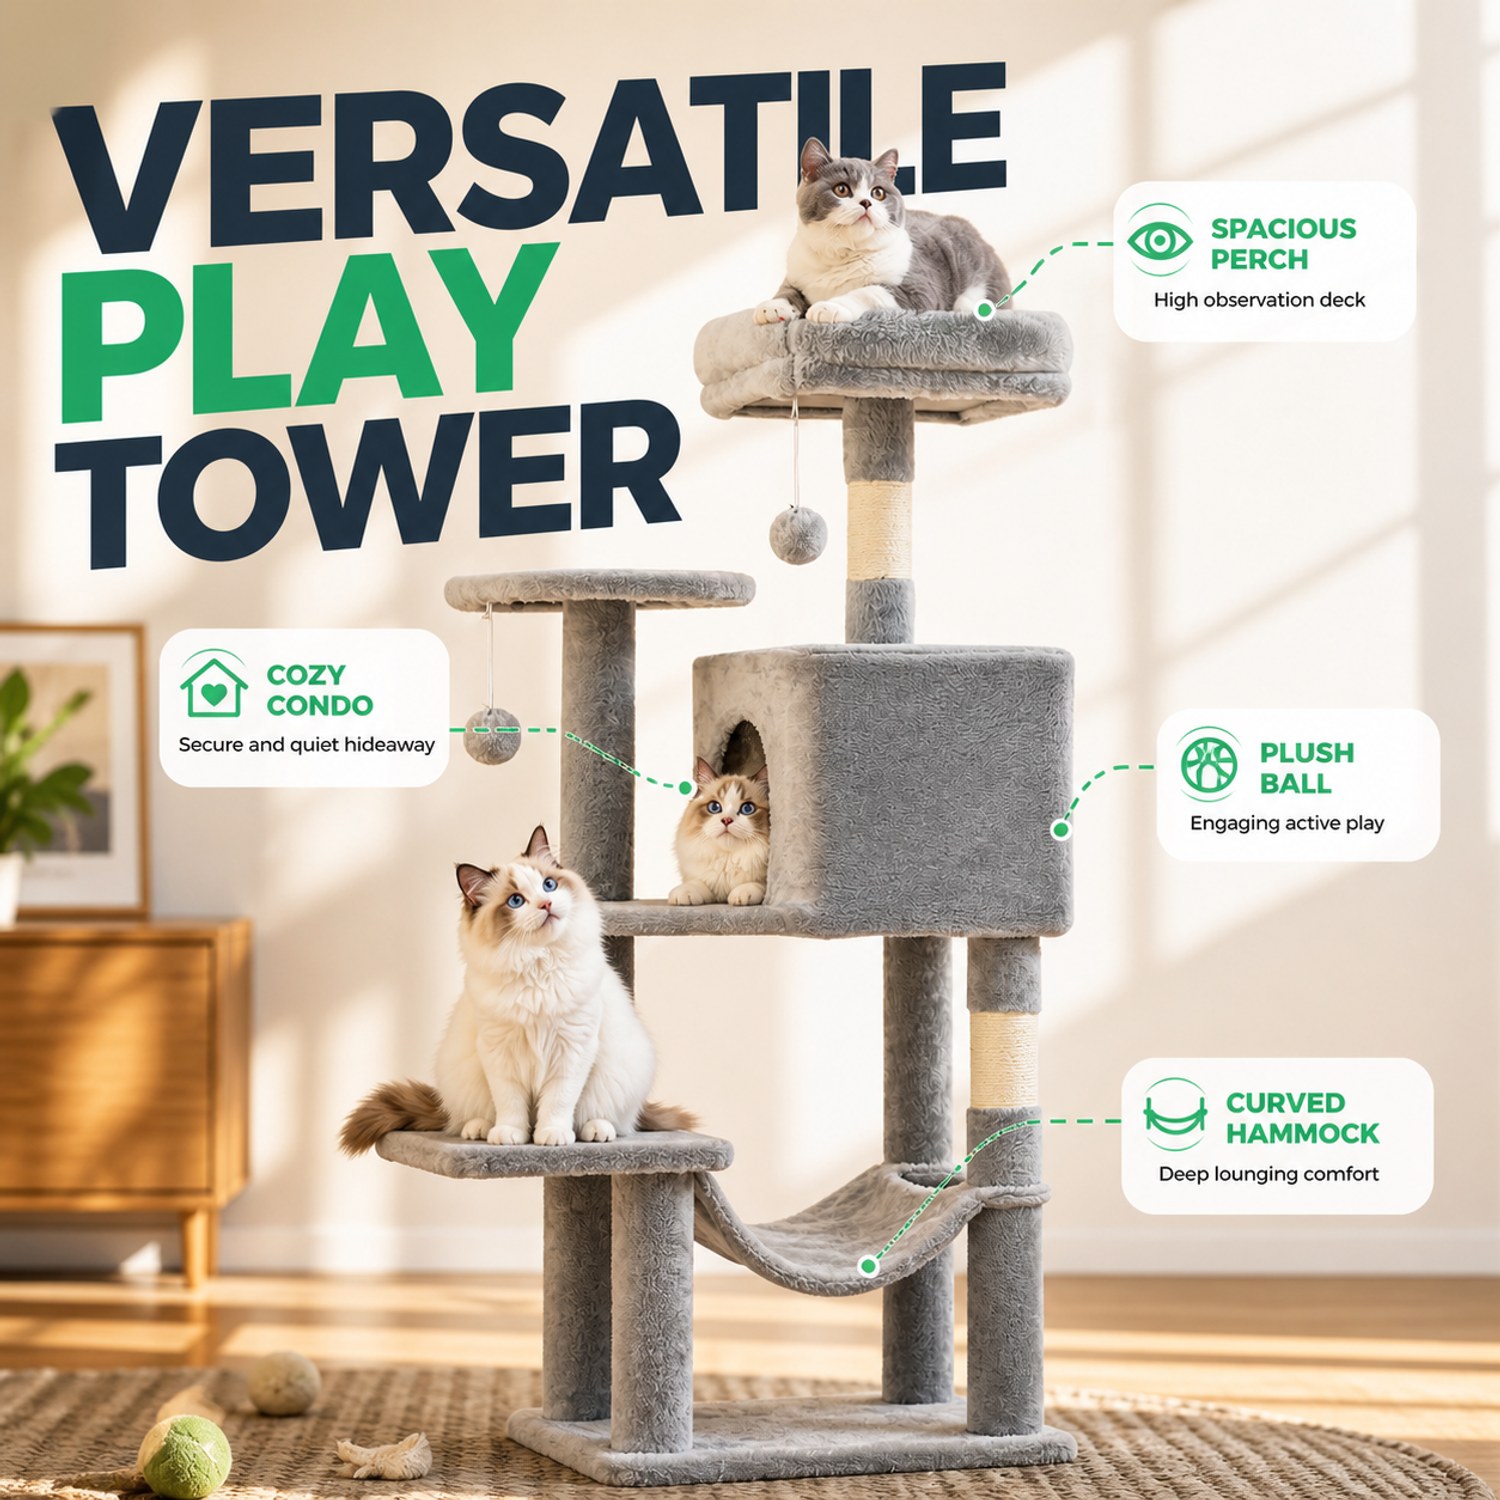 VERSATILE
PLAY
TOWER
SPACIOUS
PERCH
High observation deck
COZY
CONDO
Secure and quiet hideaway
PLUSH
BALL
Engaging active play
CURVED
HAMMOCK
Deep lounging comfort